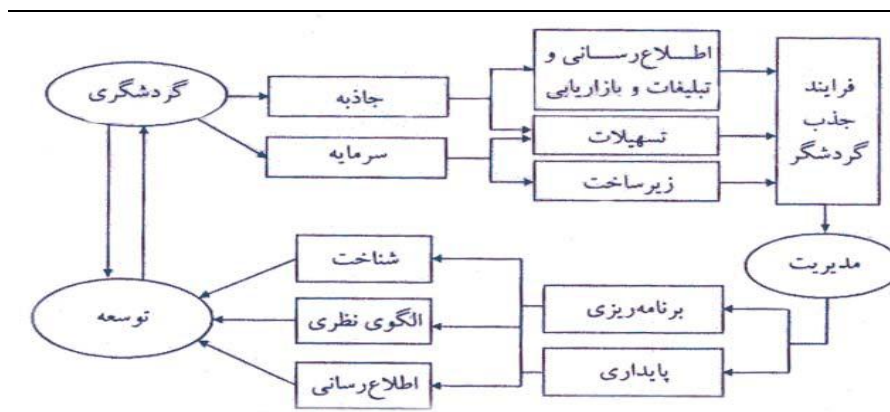 گردشگری
جاذبه
سرمایه
اطلاع‌رسانی و
تبلیغات و بازاریابی
تسهیلات
زیرساخت
فرایند
جذب
گردشگر
مدیریت
برنامه‌ریزی
پایداری
شناخت
الگوی نظری
اطلاع‌رسانی
توسعه